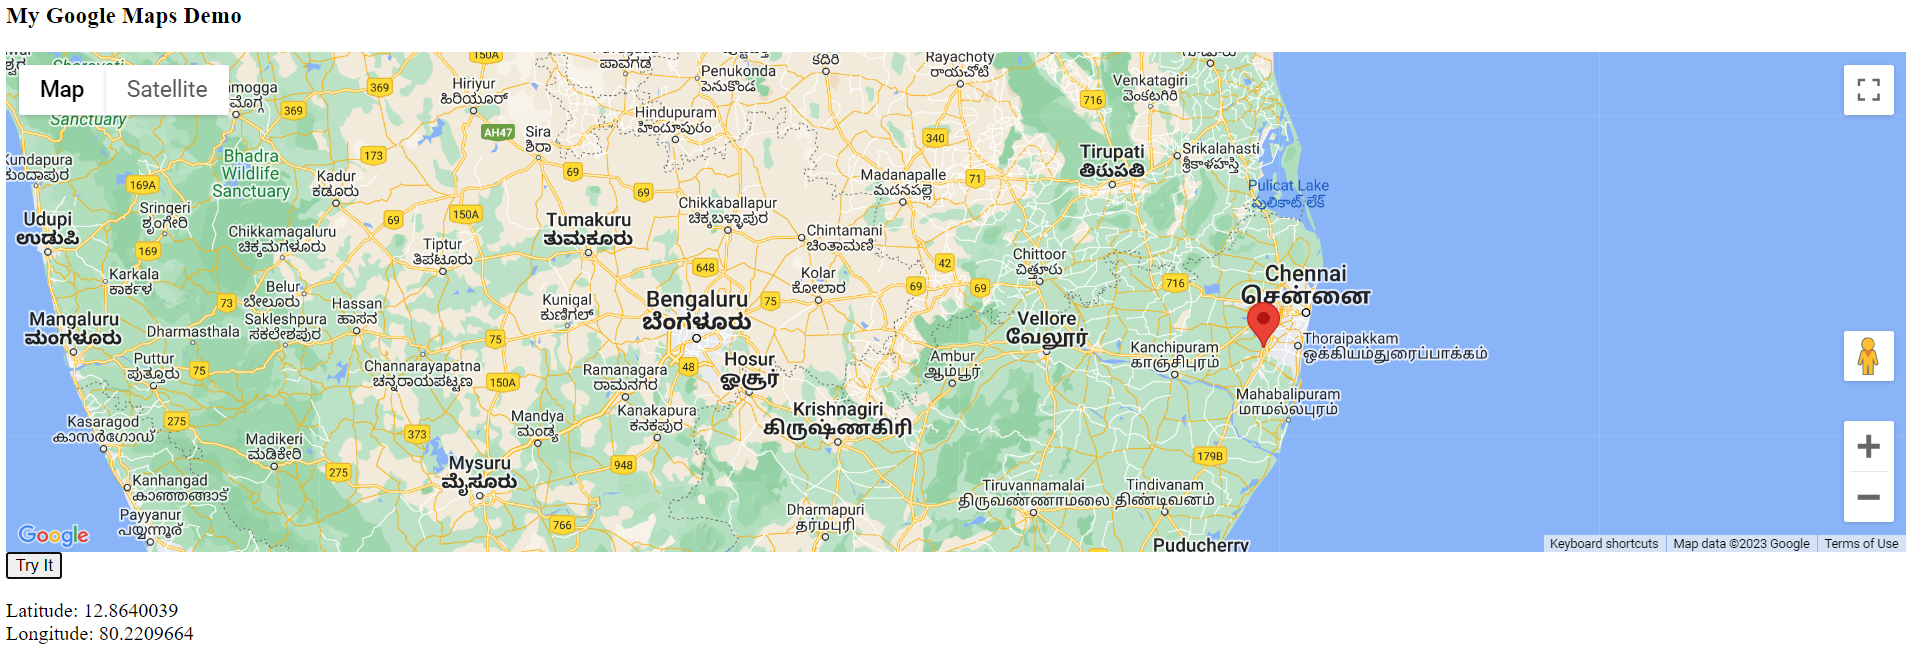 My Google Maps Demo
Map
Satellite
150A
ಪಾವಗಡ
Penukonda
పెనుకొండ
కదిరి
Rayachoty
రాయచోటి
Venkatagiri
వెంకటగిరి
716
Hiriyur
ಹಿರಿಯೂರ್
369
369
Sanctuary
Hindupuram
హిందూపురం
AH47
Sira
ಶಿರಾ
340
Tirupati
తిరుపతి
Srikalahasti
శ్రీకాళహస్తి
173
Bhadra
Wildlife
Sanctuary
Kundapura
ಕುಂದಾಪುರ
169A
Kadur
ಕಡೂರು
69
69
Madanapalle
మదనపల్లె
71
Pulicat Lake
పులికాట్ లేక్
Sringeri
ಶೃಂಗೇರಿ
Udupi
ಉಡುಪಿ
69
150A
Tumakuru
ತುಮಕೂರು
Chikkaballapur
ಚಿಕ್ಕಬಳ್ಳಾಪುರ
Chintamani
ಚಿಂತಾಮಣಿ
Chikkamagaluru
ಚಿಕ್ಕಮಗಳೂರು
169
Tiptur
ತಿಪಟೂರು
648
Kolar
ಕೋಲಾರ
42
Chittoor
చిత్తూరు
Chennai
சென்னை
Karkala
ಕಾರ್ಕಳ
Belur
ಬೇಲೂರು
73
Hassan
ಹಾಸನ
Kunigal
ಕುಣಿಗಲ್
Bengaluru
ಬೆಂಗಳೂರು
75
69
69
716
Mangaluru
ಮಂಗಳೂರು
Dharmasthala
Sakleshpura
ಸಕಲೇಶಪುರ
75
Vellore
வேலூர்
Thoraipakkam
ஒக்கியம்துரைப்பாக்கம்
Puttur
ಪುತ್ತೂರು
75
Channarayapatna
ಚನ್ನರಾಯಪಟ್ಟಣ
150A
Ramanagara
ರಾಮನಗರ
48
Hosur
ஓசூர்
Ambur
ஆம்பூர்
Kanchipuram
காஞ்சிபுரம்
Kasaragod
കാസർഗോഡ്
275
373
Mandya
ಮಂಡ್ಯ
Kanakapura
ಕನಕಪುರ
Krishnagiri
கிருஷ்ணகிரி
Mahabalipuram
மாமல்லபுரம்
Madikeri
ಮಡಿಕೇರಿ
275
Mysuru
ಮೈಸೂರು
948
179B
Kanhangad
കാഞ്ഞങ്ങാട്
Tiruvannamalai
திருவண்ணாமலை
Tindivanam
திண்டிவனம்
Payyanur
പയ്യന്നൂര്
766
Dharmapuri
தர்மபுரி
Puducherry
Google
Keyboard shortcuts
Map data ©2023 Google
Terms of Use
Try It
Latitude: 12.8640039
Longitude: 80.2209664